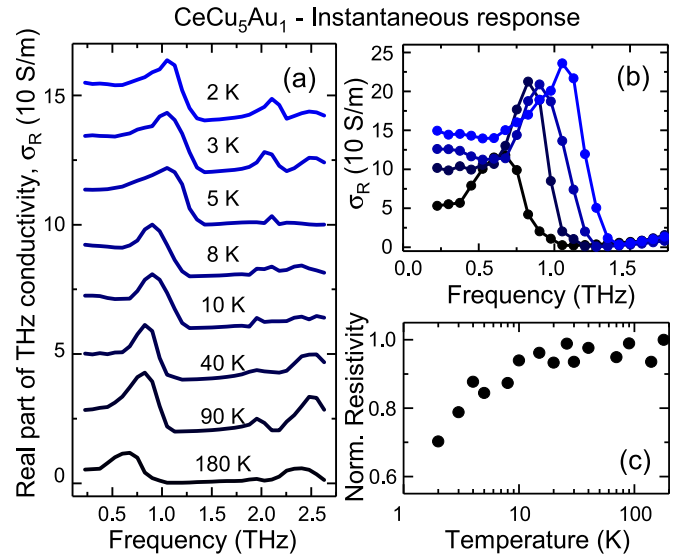 CeCu₅Au₁ - Instantaneous response
Real part of THz conductivity, σ_R (10 S/m)
15
10
5
0
(a)
2 K
3 K
5 K
8 K
10 K
40 K
90 K
180 K
0.5 1.0 1.5 2.0 2.5
Frequency (THz)
σ_R (10 S/m)
25
20
15
10
5
0
(b)
0.0 0.5 1.0 1.5
Frequency (THz)
Norm. Resistivity
1.0
0.8
0.6
(c)
1 10 100
Temperature (K)